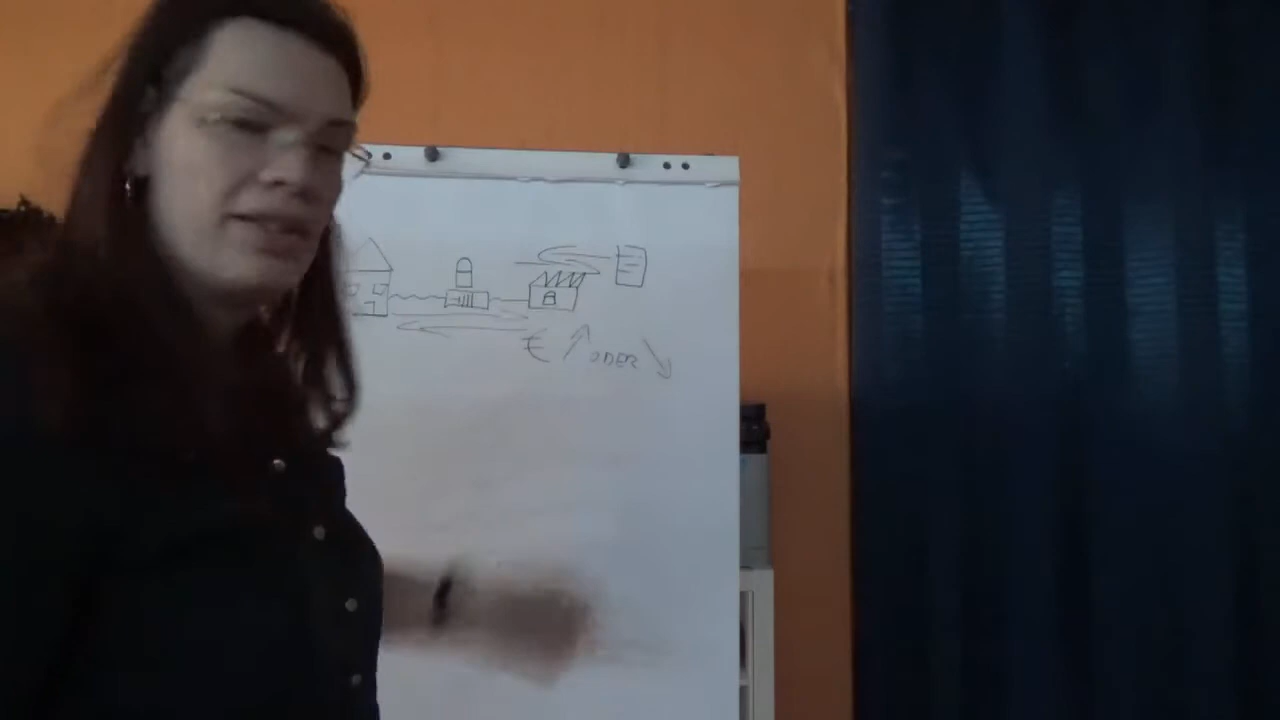 € ↗ ODER ↘